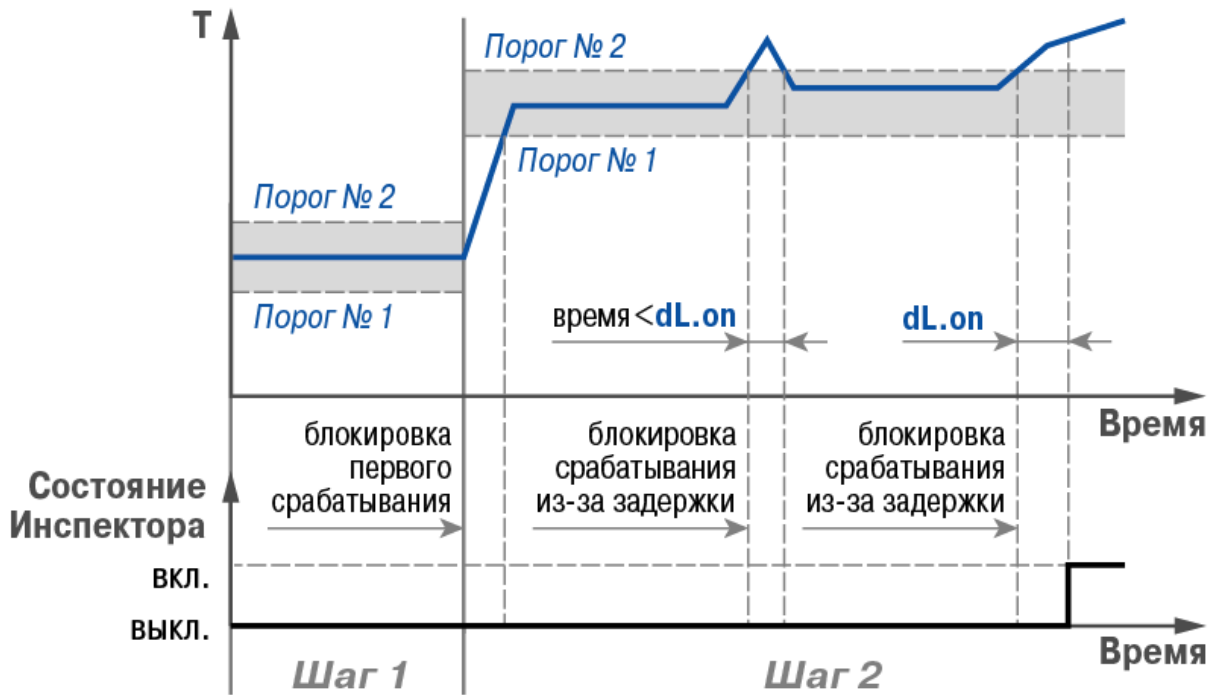 T
Порог № 2
Порог № 2
Порог № 1
Порог № 1
время < dL.on
dL.on
Время
блокировка
первого
срабатывания
блокировка
срабатывания
из-за задержки
блокировка
срабатывания
из-за задержки
Состояние
Инспектора
ВКЛ.
ВЫКЛ.
Время
Шаг 1
Шаг 2